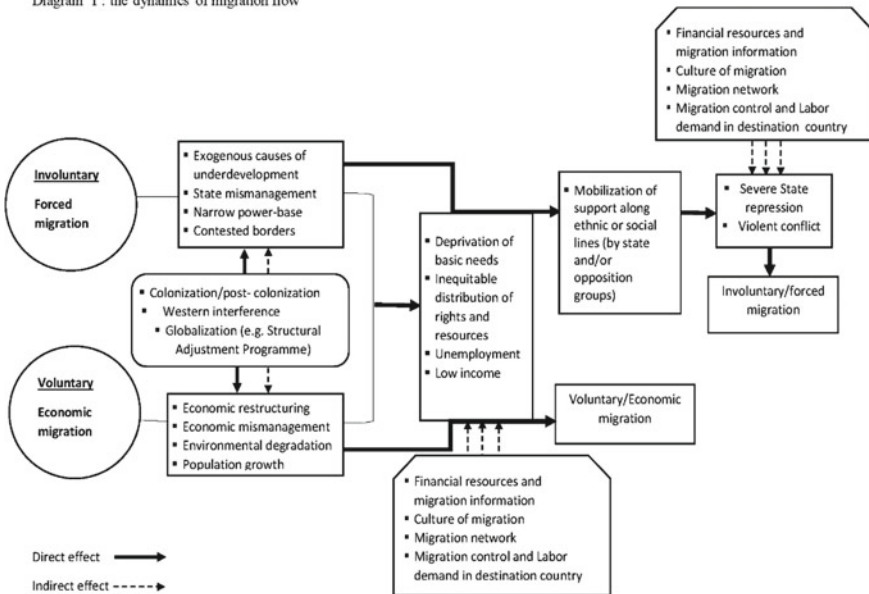 Diagram 1 : the dynamics of migration flow
▪ Financial resources and
migration information
▪ Culture of migration
▪ Migration network
▪ Migration control and Labor
demand in destination country
Involuntary
Forced
migration
▪ Exogenous causes of
underdevelopment
▪ State mismanagement
▪ Narrow power-base
▪ Contested borders
▪ Colonization/post- colonization
▪ Western interference
▪ Globalization (e.g. Structural
Adjustment Programme)
Voluntary
Economic
migration
▪ Economic restructuring
▪ Economic mismanagement
▪ Environmental degradation
▪ Population growth
▪ Deprivation of
basic needs
▪ Inequitable
distribution of
rights and
resources
▪ Unemployment
▪ Low income
▪ Mobilization of
support along
ethnic or social
lines (by state
and/or
opposition
groups)
▪ Severe State
repression
▪ Violent conflict
Involuntary/forced
migration
Voluntary/Economic
migration
▪ Financial resources and
migration information
▪ Culture of migration
▪ Migration network
▪ Migration control and Labor
demand in destination country
Direct effect
Indirect effect